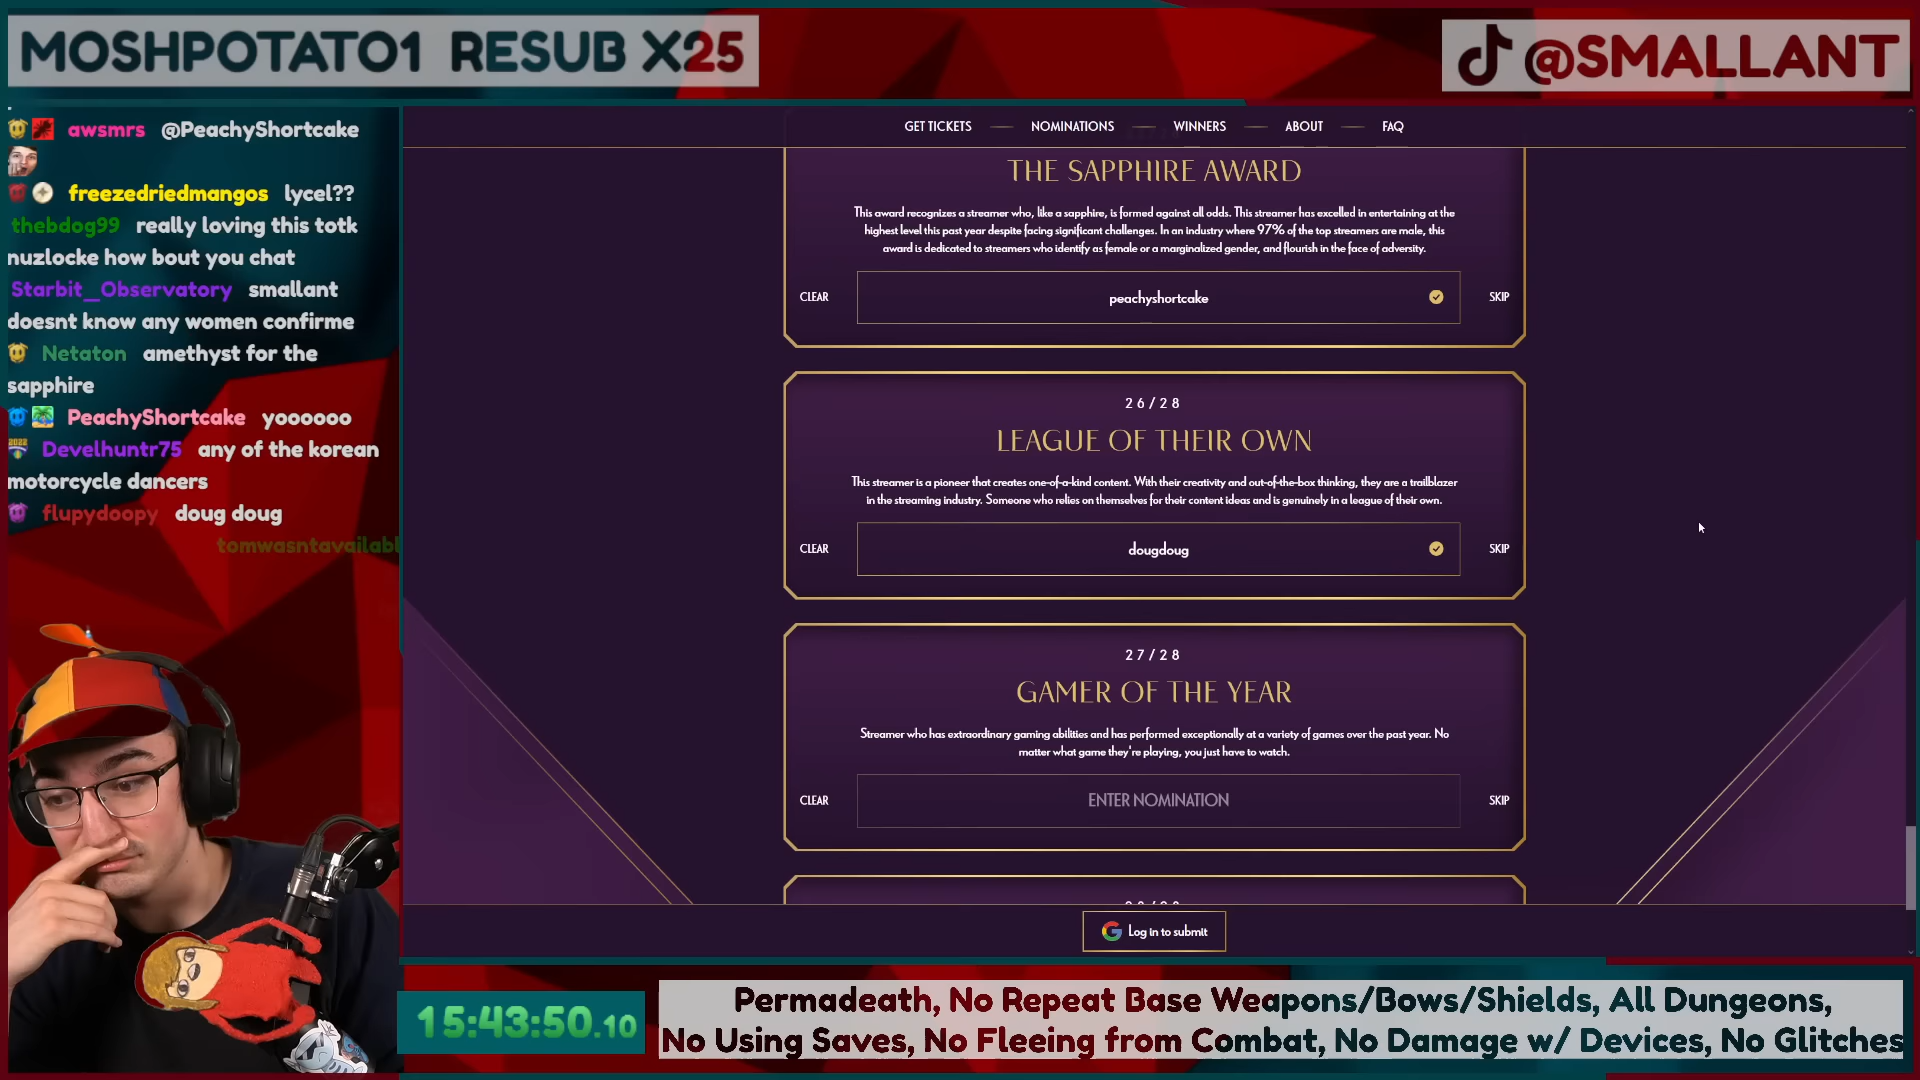 MOSHPOTATO1 RESUB X25
@SMALLANT
awsmrs @PeachyShortcake
freezedriedmangos lycel??
thebdog99 really loving this totk
nuzlocke how bout you chat
Starbit_Observatory smallant
doesnt know any women confirme
Netaton amethyst for the
sapphire
PeachyShortcake yoooooo
Develhuntr75 any of the korean
motorcycle dancers
flupydoopy doug doug
tomwasntavailabl
GET TICKETS
NOMINATIONS
WINNERS
ABOUT
FAQ
THE SAPPHIRE AWARD
This award recognizes a streamer who, like a sapphire, is formed against all odds. This streamer has excelled in entertaining at the
highest level this past year despite facing significant challenges. In an industry where 97% of the top streamers are male, this
award is dedicated to streamers who identify as female or a marginalized gender, and flourish in the face of adversity.
CLEAR
peachyshortcake
SKIP
26/28
LEAGUE OF THEIR OWN
This streamer is a pioneer that creates one-of-a-kind content. With their creativity and out-of-the-box thinking, they are a trailblazer
in the streaming industry. Someone who relies on themselves for their content ideas and is genuinely in a league of their own.
CLEAR
dougdoug
SKIP
27/28
GAMER OF THE YEAR
Streamer who has extraordinary gaming abilities and has performed exceptionally at a variety of games over the past year. No
matter what game they're playing, you just have to watch.
CLEAR
ENTER NOMINATION
SKIP
Log in to submit
15:43:50.10
Permadeath, No Repeat Base Weapons/Bows/Shields, All Dungeons,
No Using Saves, No Fleeing from Combat, No Damage w/ Devices, No Glitches